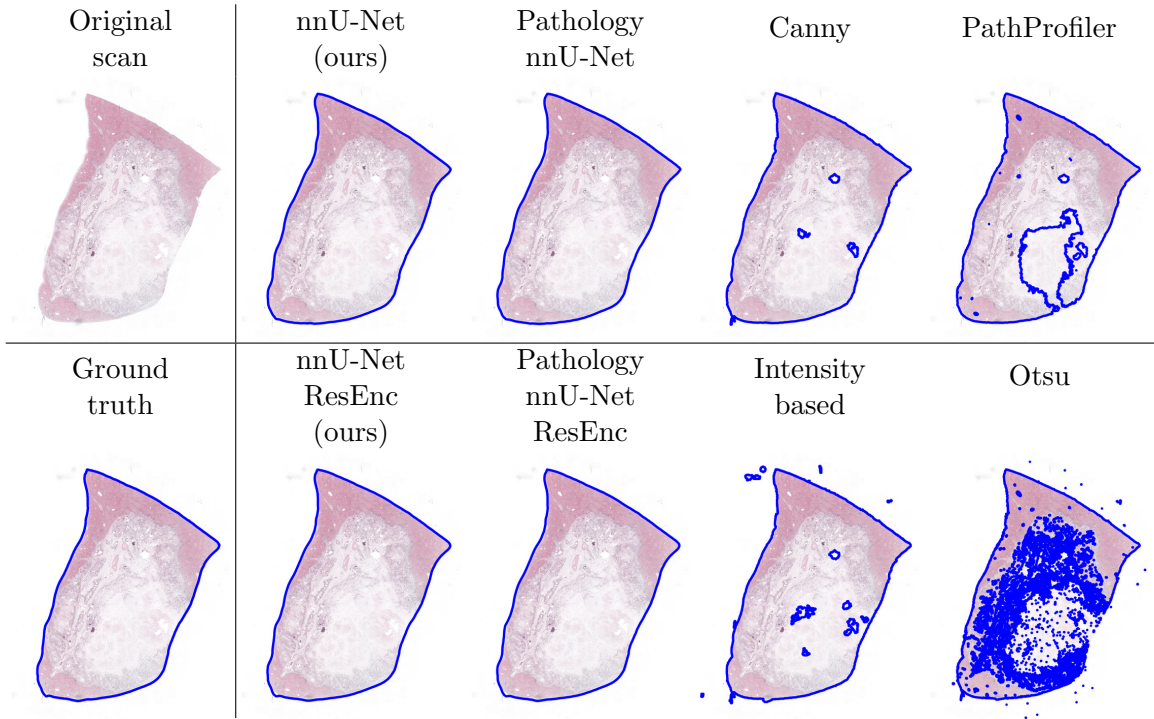 Original
scan
nnU-Net
(ours)
Pathology
nnU-Net
Canny
PathProfiler
Ground
truth
nnU-Net
ResEnc
(ours)
Pathology
nnU-Net
ResEnc
Intensity
based
Otsu